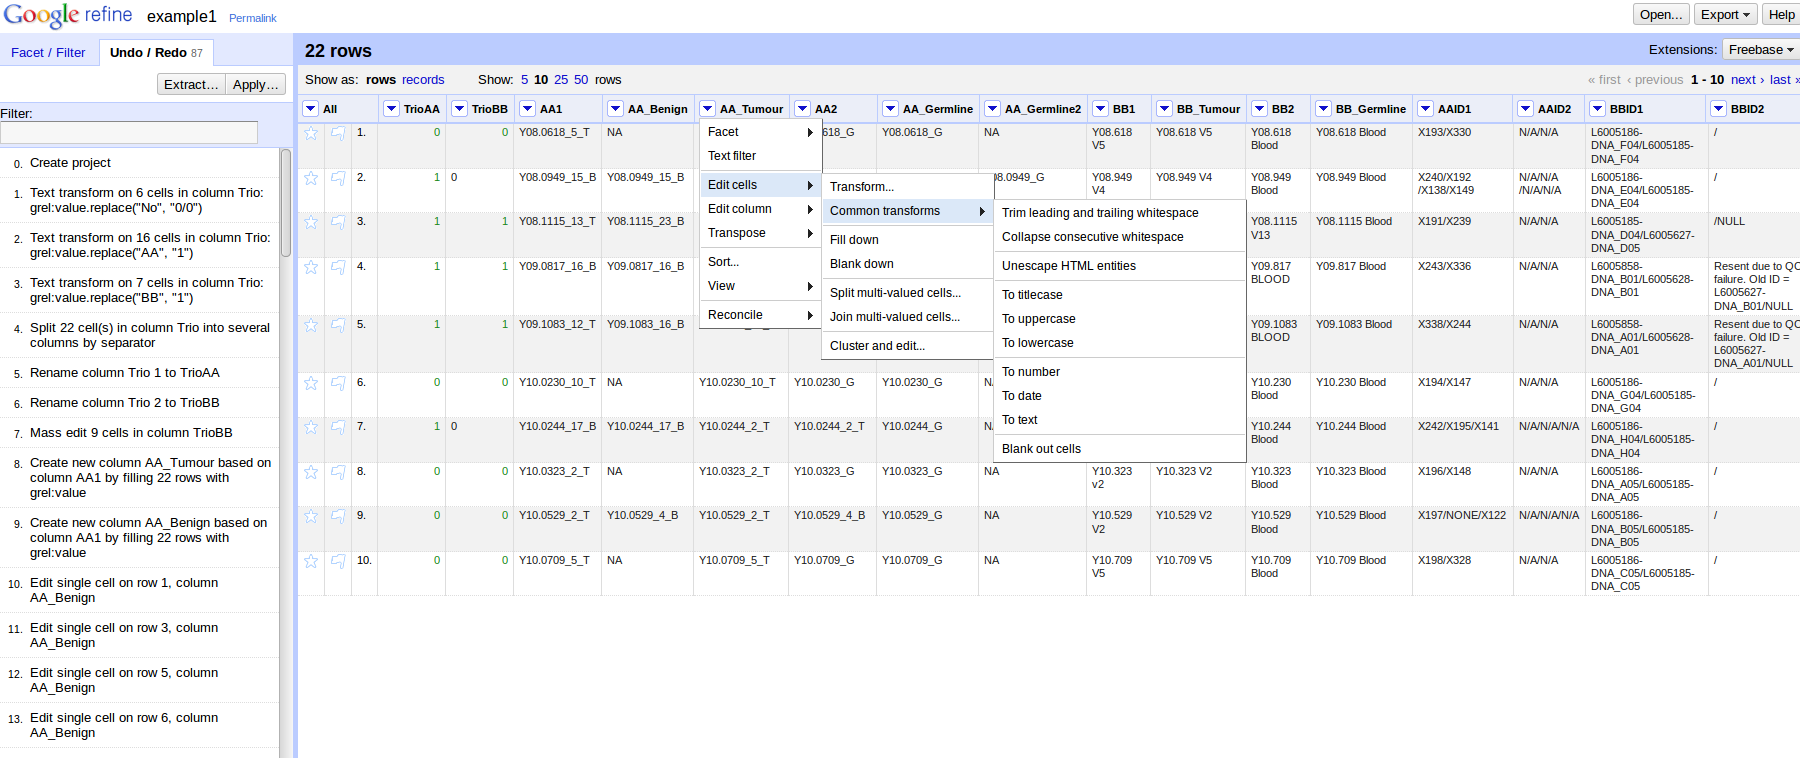 Google refine example1 Permalink Open... Export Help
Facet / Filter Undo / Redo 87
Extract... Apply...
Filter:
0. Create project
1. Text transform on 6 cells in column Trio:
grel:value.replace("No", "0/0")
2. Text transform on 16 cells in column Trio:
grel:value.replace("AA", "1")
3. Text transform on 7 cells in column Trio:
grel:value.replace("BB", "1")
4. Split 22 cell(s) in column Trio into several
columns by separator
5. Rename column Trio 1 to TrioAA
6. Rename column Trio 2 to TrioBB
7. Mass edit 9 cells in column TrioBB
8. Create new column AA_Tumour based on
column AA1 by filling 22 rows with
grel:value
9. Create new column AA_Benign based on
column AA1 by filling 22 rows with
grel:value
10. Edit single cell on row 1, column
AA_Benign
11. Edit single cell on row 3, column
AA_Benign
12. Edit single cell on row 5, column
AA_Benign
13. Edit single cell on row 6, column
AA_Benign
22 rows Extensions: Freebase
Show as: rows records Show: 5 10 25 50 rows « first ‹ previous 1 - 10 next › last »
All TrioAA TrioBB AA1 AA_Benign AA_Tumour AA2 AA_Germline AA_Germline2 BB1 BB_Tumour BB2 BB_Germline AAID1 AAID2 BBID1 BBID2
1. 0 0 Y08.0618_5_T NA 618_G Y08.0618_G NA Y08.618 Y08.618 V5 Y08.618 Y08.618 Blood X193/X330 N/A/N/A L6005186- /
V5 Blood DNA_F04/L6005185-
DNA_F04
2. 1 0 Y08.0949_15_B Y08.0949_15_B 8.0949_G Y08.949 Y08.949 V4 Y08.949 Y08.949 Blood X240/X192 N/A/N/A L6005186- /
V4 Blood /X138/X149 /N/A/N/A DNA_E04/L6005185-
DNA_E04
3. 1 1 Y08.1115_13_T Y08.1115_23_B Y08.1115 Y08.1115 Blood X191/X239 N/A/N/A L6005185- /NULL
V13 DNA_D04/L6005627-
DNA_D05
4. 1 1 Y09.0817_16_B Y09.0817_16_B Y09.817 Y09.817 Blood X243/X336 N/A/N/A L6005858- Resent due to QC
BLOOD DNA_B01/L6005628- failure. Old ID =
DNA_B01 L6005627-
DNA_B01/NULL
5. 1 1 Y09.1083_12_T Y09.1083_16_B Y09.1083 Y09.1083 Blood X338/X244 N/A/N/A L6005858- Resent due to QC
BLOOD DNA_A01/L6005628- failure. Old ID =
DNA_A01 L6005627-
DNA_A01/NULL
6. 0 0 Y10.0230_10_T NA Y10.0230_10_T Y10.0230_G Y10.0230_G Y10.230 Y10.230 Blood X194/X147 N/A/N/A L6005186- /
Blood DNA_G04/L6005185-
DNA_G04
7. 1 0 Y10.0244_17_B Y10.0244_17_B Y10.0244_2_T Y10.0244_2_T Y10.0244_G Y10.244 Y10.244 Blood X242/X195/X141 N/A/N/A/N/A L6005186- /
Blood DNA_H04/L6005185-
DNA_H04
8. 0 0 Y10.0323_2_T NA Y10.0323_2_T Y10.0323_G Y10.0323_G NA Y10.323 Y10.323 V2 Y10.323 Y10.323 Blood X196/X148 N/A/N/A L6005186- /
v2 Blood DNA_A05/L6005185-
DNA_A05
9. 0 0 Y10.0529_2_T Y10.0529_4_B Y10.0529_2_T Y10.0529_4_B Y10.0529_G NA Y10.529 Y10.529 V2 Y10.529 Y10.529 Blood X197/NONE/X122 N/A/N/A/N/A L6005186- /
V2 Blood DNA_B05/L6005185-
DNA_B05
10. 0 0 Y10.0709_5_T NA Y10.0709_5_T Y10.0709_G Y10.0709_G NA Y10.709 Y10.709 V5 Y10.709 Y10.709 Blood X198/X328 N/A/N/A L6005186- /
V5 Blood DNA_C05/L6005185-
DNA_C05
Facet
Text filter
Edit cells
Edit column
Transpose
Sort...
View
Reconcile
Transform...
Common transforms
Fill down
Blank down
Split multi-valued cells...
Join multi-valued cells...
Cluster and edit...
Trim leading and trailing whitespace
Collapse consecutive whitespace
Unescape HTML entities
To titlecase
To uppercase
To lowercase
To number
To date
To text
Blank out cells